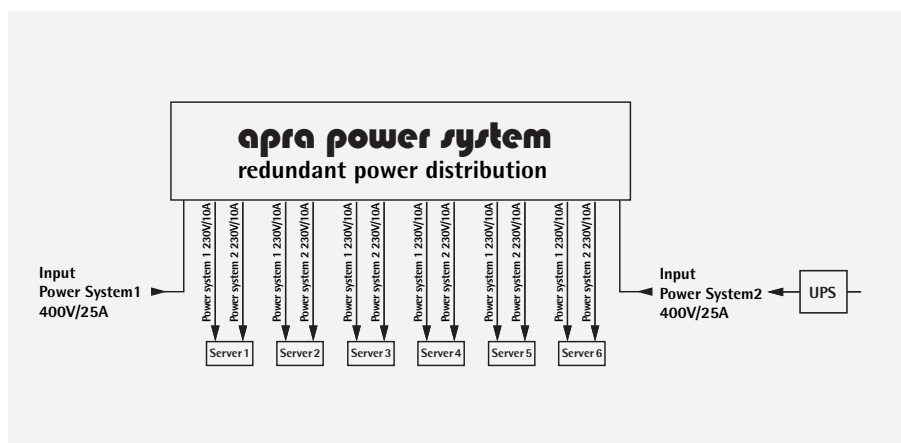 apra power system
redundant power distribution
Power system 1 230V/10A
Power system 2 230V/10A
Power system 1 230V/10A
Power system 2 230V/10A
Power system 1 230V/10A
Power system 2 230V/10A
Power system 1 230V/10A
Power system 2 230V/10A
Power system 1 230V/10A
Power system 2 230V/10A
Power system 1 230V/10A
Power system 2 230V/10A
Input
Power System1
400V/25A
Input
Power System2
400V/25A
UPS
Server 1
Server 2
Server 3
Server 4
Server 5
Server 6